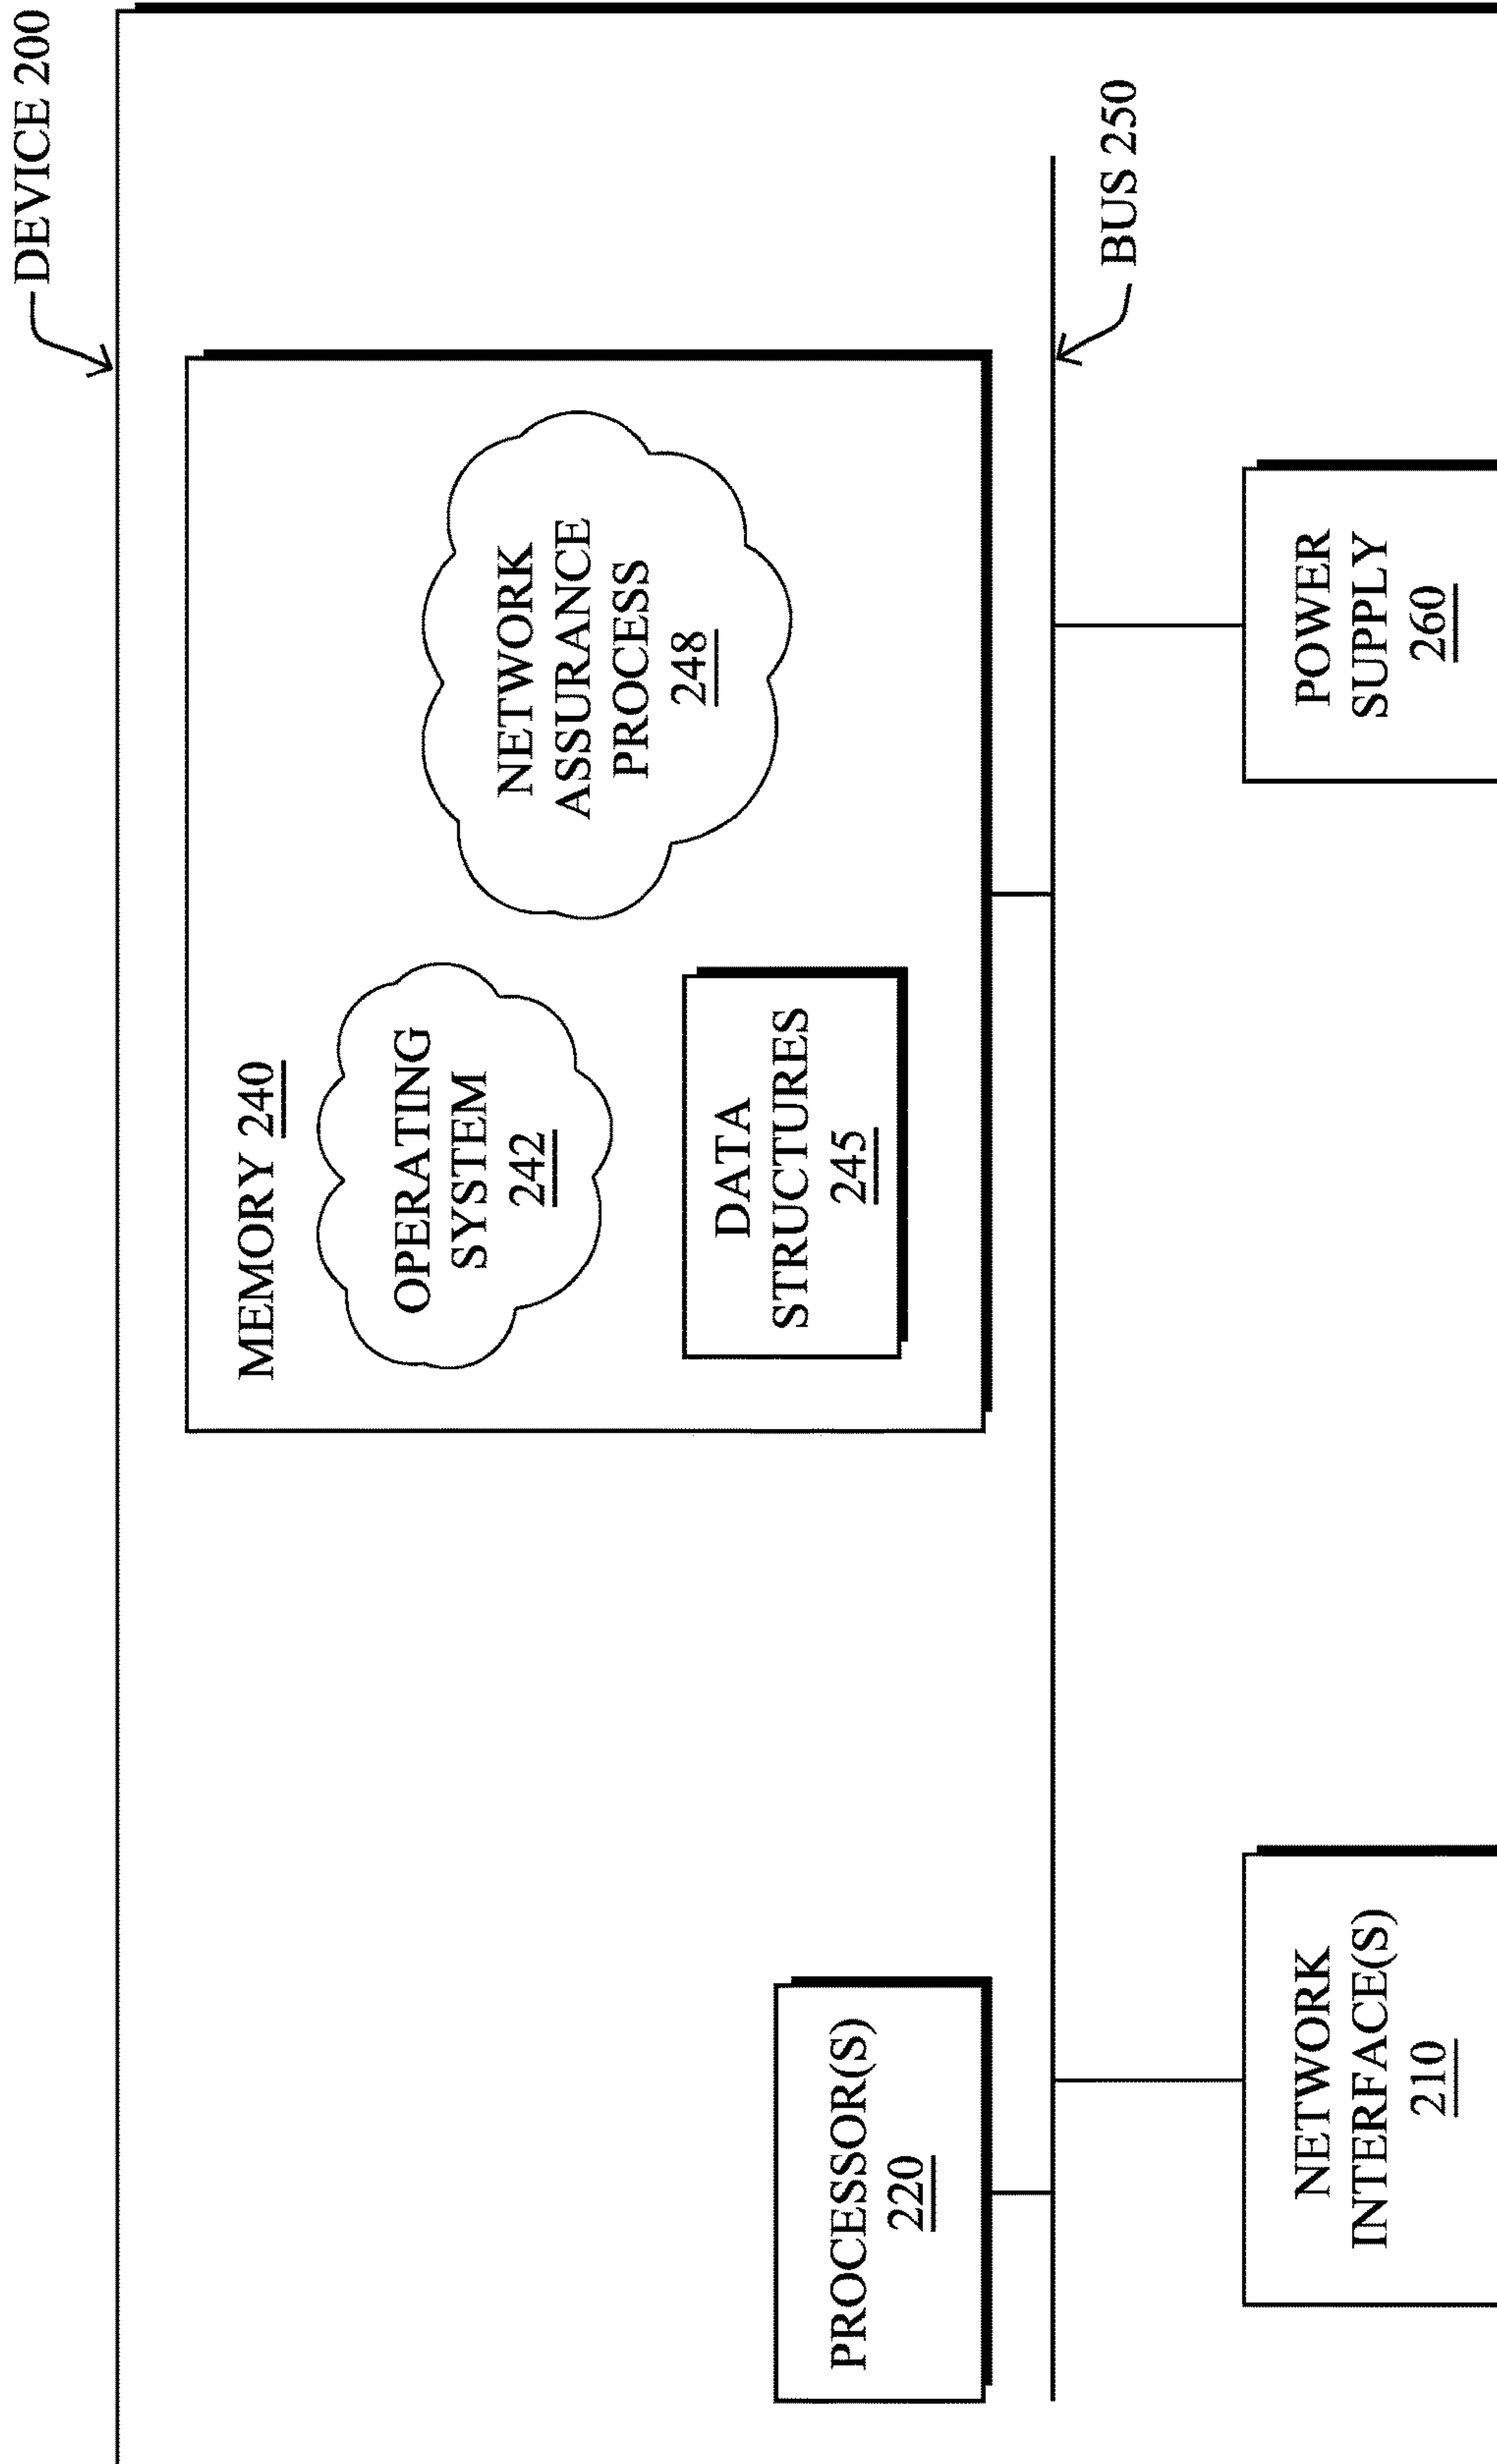 DEVICE 200
MEMORY 240
OPERATING
SYSTEM
242
DATA
STRUCTURES
245
NETWORK
ASSURANCE
PROCESS
248
PROCESSOR(S)
220
BUS 250
NETWORK
INTERFACE(S)
210
POWER
SUPPLY
260